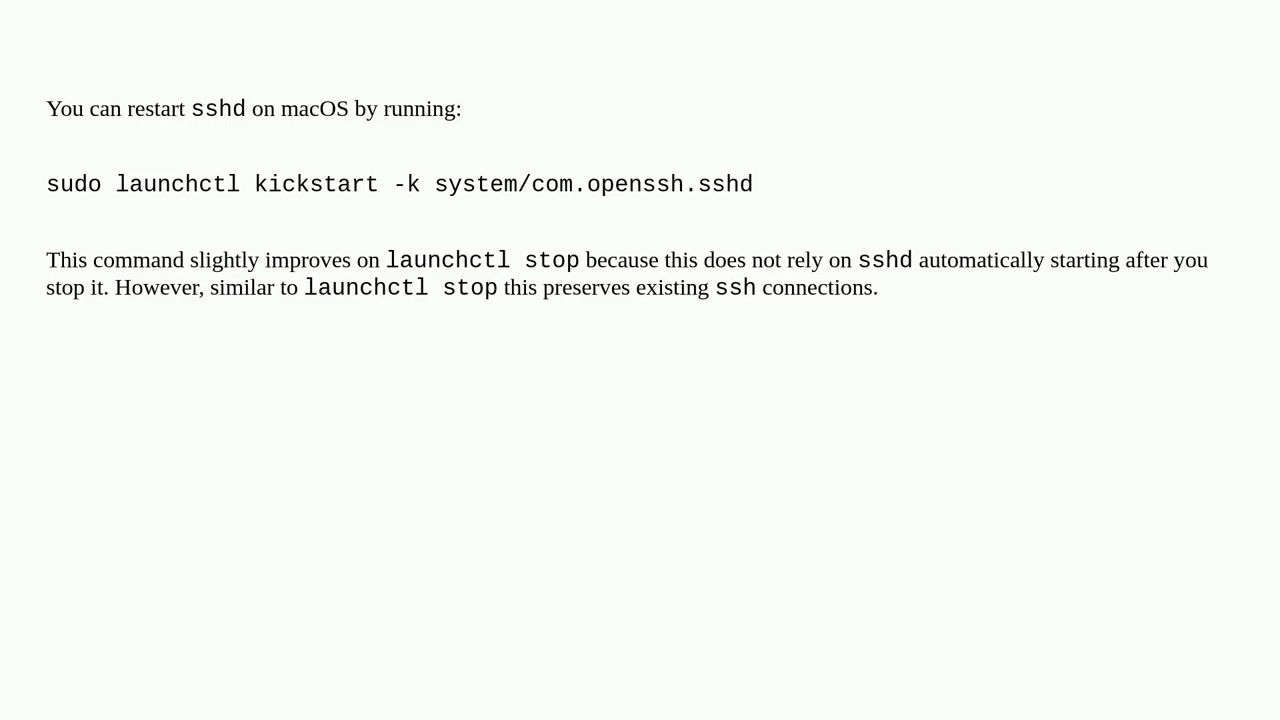 You can restart sshd on macOS by running:
sudo launchctl kickstart -k system/com.openssh.sshd
This command slightly improves on launchctl stop because this does not rely on sshd automatically starting after you
stop it. However, similar to launchctl stop this preserves existing ssh connections.